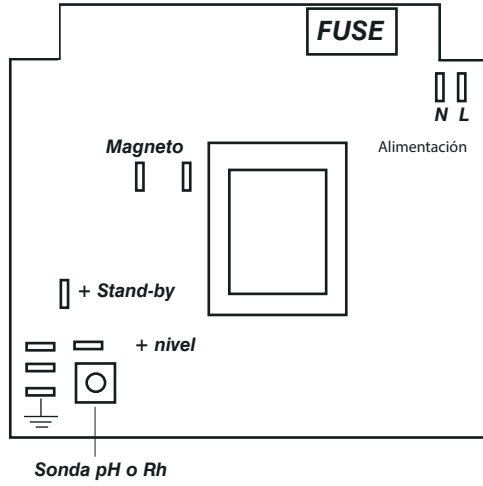 FUSE
N L
Alimentación
Magneto
+ Stand-by
+ nivel
Sonda pH o Rh